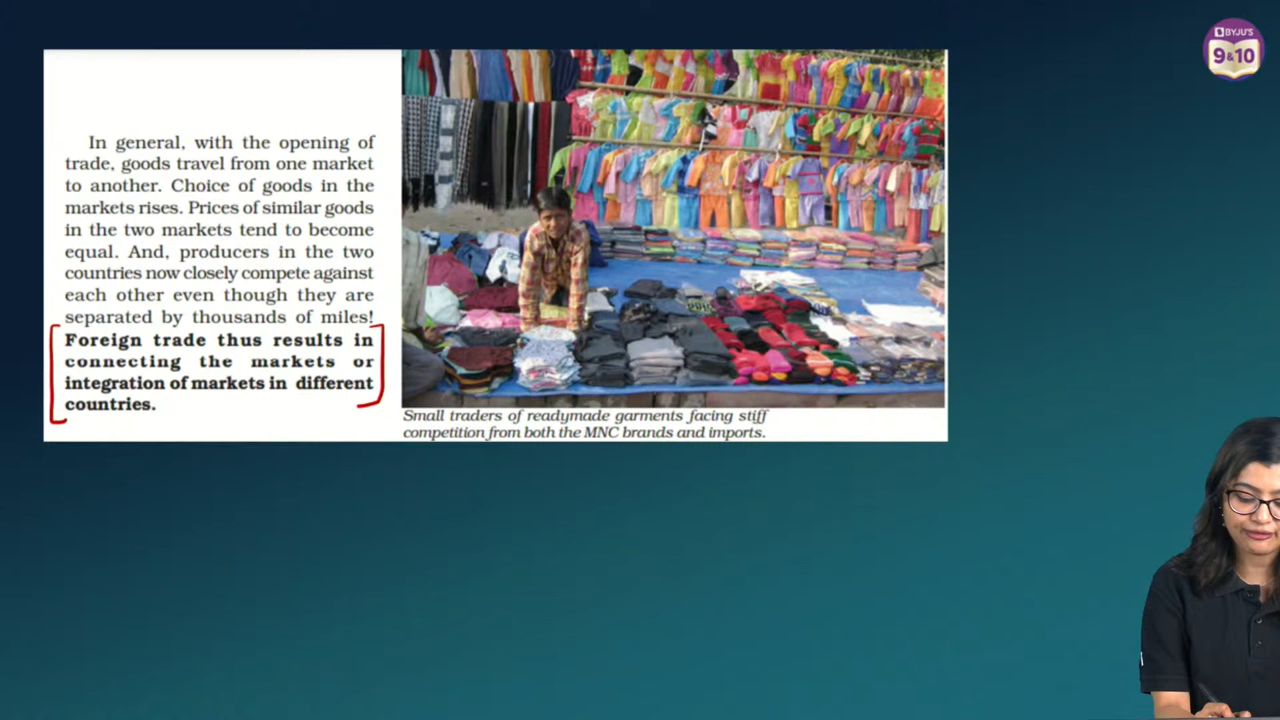 BYJU'S
9&10
In general, with the opening of
trade, goods travel from one market
to another. Choice of goods in the
markets rises. Prices of similar goods
in the two markets tend to become
equal. And, producers in the two
countries now closely compete against
each other even though they are
separated by thousands of miles!
Foreign trade thus results in
connecting the markets or
integration of markets in different
countries.
Small traders of readymade garments facing stiff
competition from both the MNC brands and imports.